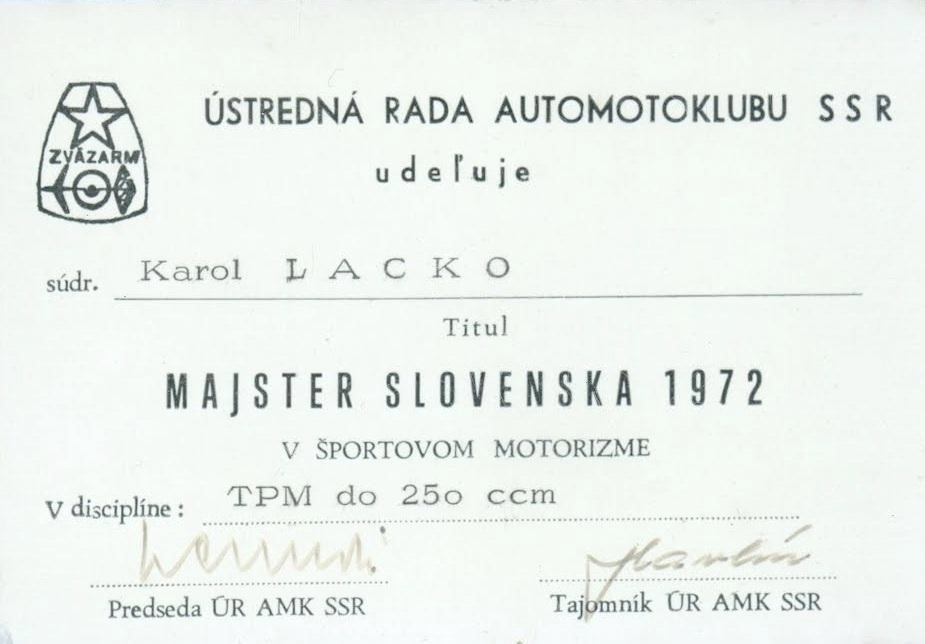 ÚSTREDNÁ RADA AUTOMOTOKLUBU SSR
udeľuje
ZVÄZARM
súdr. Karol LACKO
Titul
MAJSTER SLOVENSKA 1972
V ŠPORTOVOM MOTORIZME
V disciplíne: TPM do 25o ccm
Predseda ÚR AMK SSR
Tajomník ÚR AMK SSR